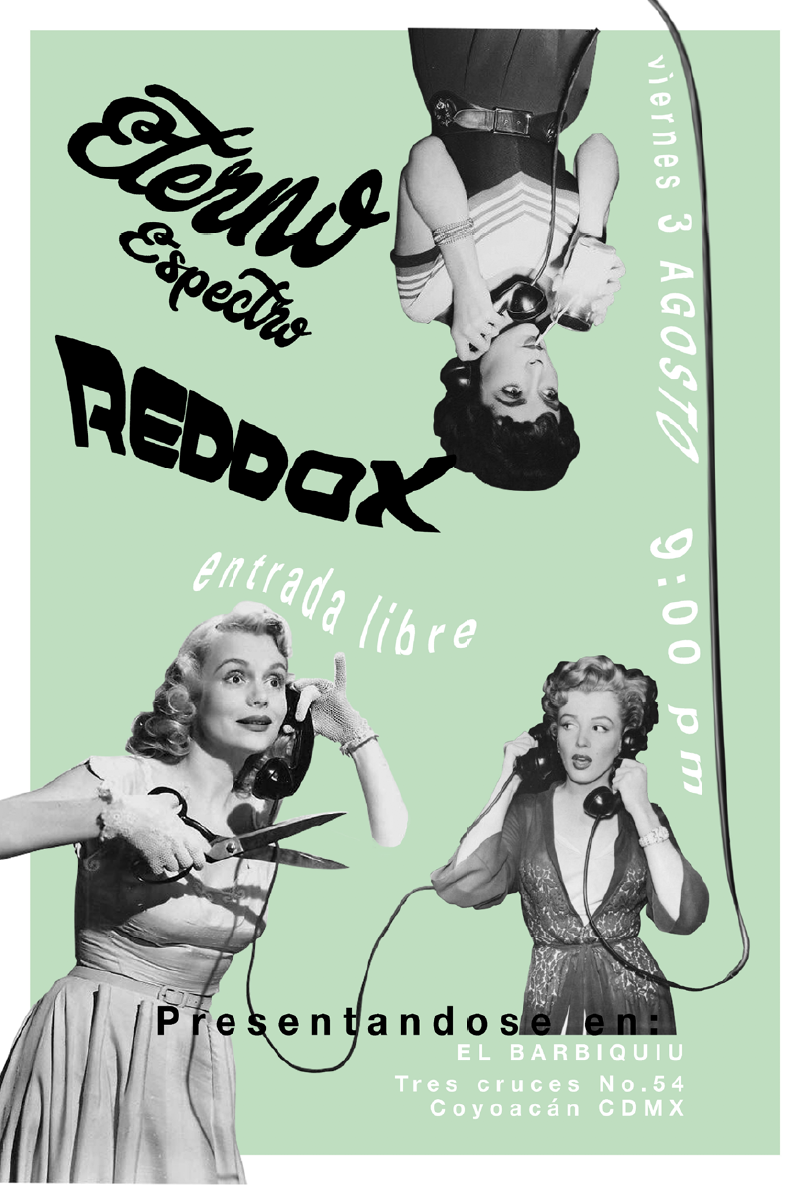 Eterno
Espectro
REDDOX
viernes 3 AGOSTO 9:00 pm
entrada libre
Presentandose en:
EL BARBIQUIU
Tres cruces No.54
Coyoacán CDMX